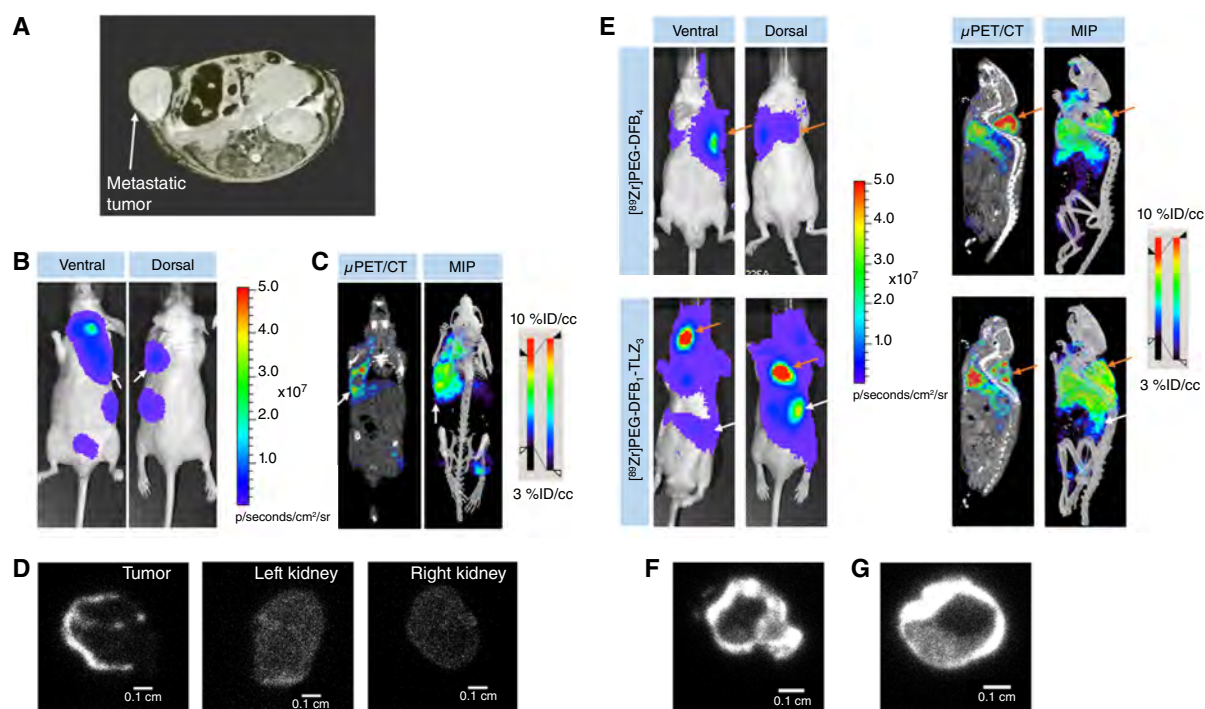 A
Metastatic
tumor
B
Ventral
Dorsal
5.0
4.0
3.0
x10⁷
2.0
1.0
p/seconds/cm²/sr
C
µPET/CT
MIP
10 %ID/cc
3 %ID/cc
D
Tumor
Left kidney
Right kidney
0.1 cm
0.1 cm
0.1 cm
E
Ventral
Dorsal
µPET/CT
MIP
[⁸⁹Zr]PEG-DFB₄
[⁸⁹Zr]PEG-DFB₁-TLZ₃
5.0
4.0
3.0
x10⁷
2.0
1.0
p/seconds/cm²/sr
10 %ID/cc
3 %ID/cc
F
0.1 cm
G
0.1 cm